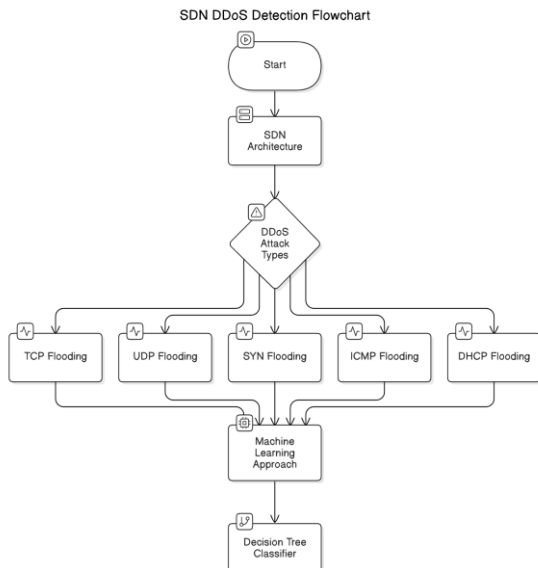 SDN DDoS Detection Flowchart
Start
SDN
Architecture
DDoS
Attack
Types
TCP Flooding
UDP Flooding
SYN Flooding
ICMP Flooding
DHCP Flooding
Machine
Learning
Approach
Decision Tree
Classifier